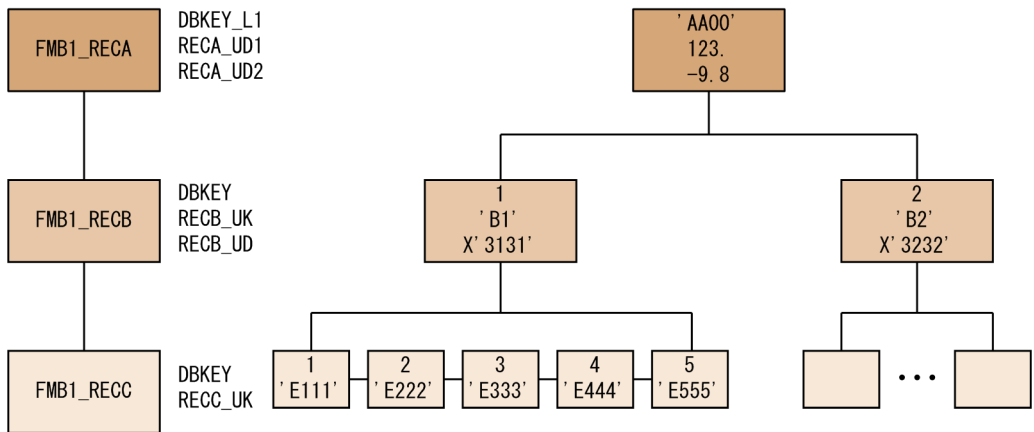 FMB1_RECA
DBKEY_L1
RECA_UD1
RECA_UD2
'AA00'
123.
-9.8
FMB1_RECB
DBKEY
RECB_UK
RECB_UD
1
'B1'
X'3131'
2
'B2'
X'3232'
FMB1_RECC
DBKEY
RECC_UK
1
'E111'
2
'E222'
3
'E333'
4
'E444'
5
'E555'
•••